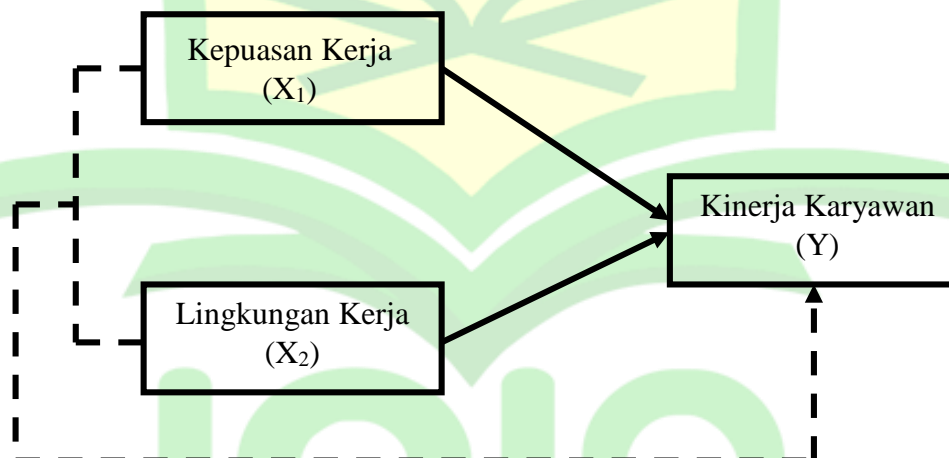 Kepuasan Kerja
(X₁)
Kinerja Karyawan
(Y)
Lingkungan Kerja
(X₂)